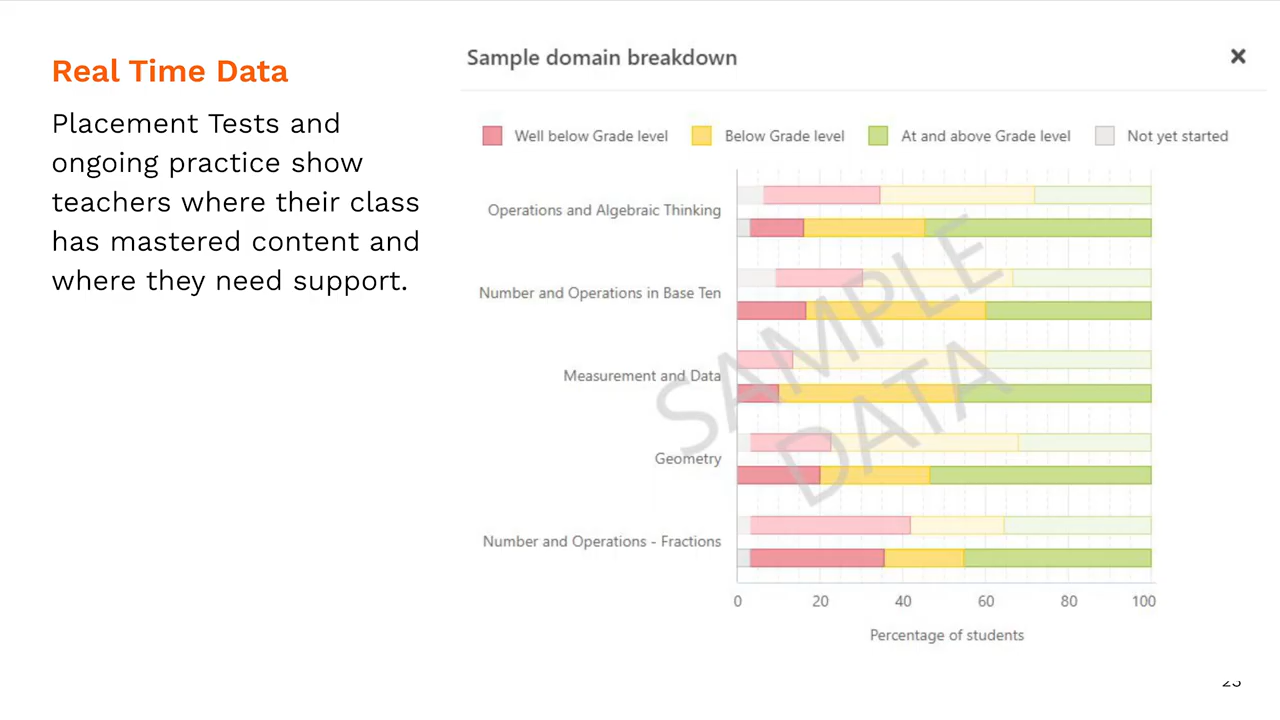 Real Time Data
Placement Tests and
ongoing practice show
teachers where their class
has mastered content and
where they need support.
Sample domain breakdown
Well below Grade level
Below Grade level
At and above Grade level
Not yet started
Operations and Algebraic Thinking
Number and Operations in Base Ten
Measurement and Data
Geometry
Number and Operations - Fractions
SAMPLE
DATA
0 20 40 60 80 100
Percentage of students